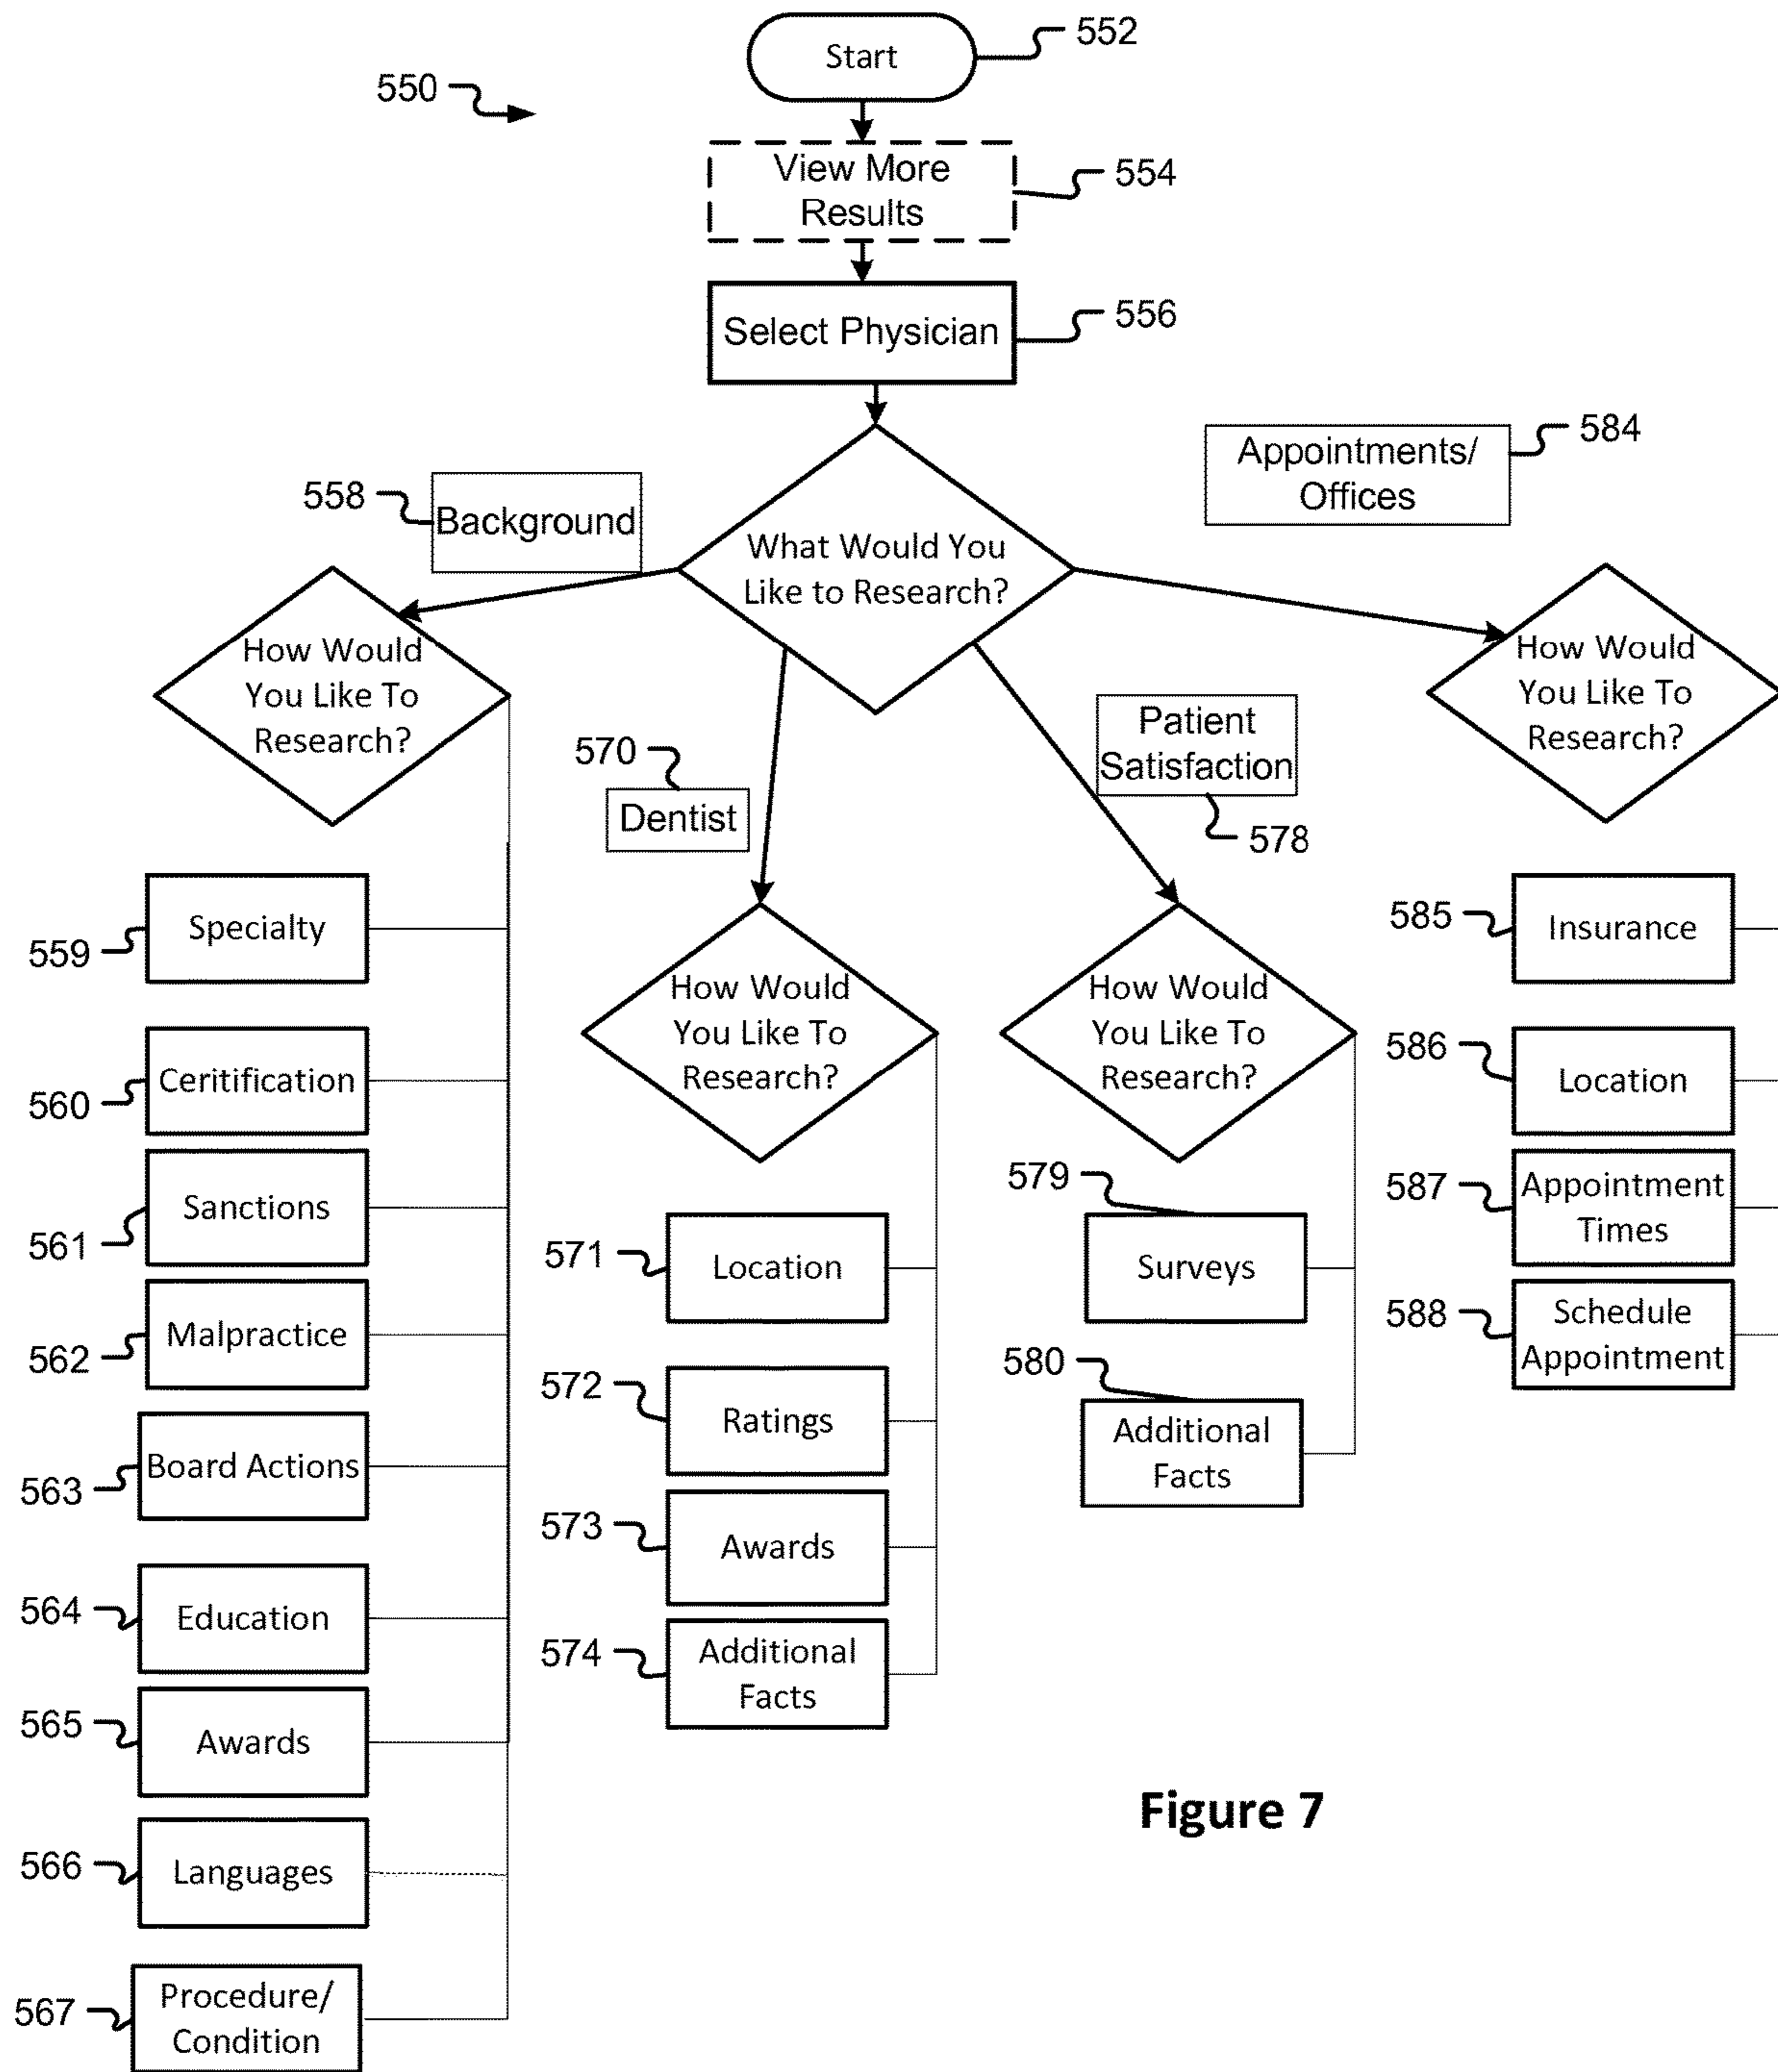 Start
552
550
View More
Results
554
Select Physician
556
What Would You
Like to Research?
558
Background
Appointments/
Offices
584
How Would
You Like To
Research?
570
Dentist
Patient
Satisfaction
578
How Would
You Like To
Research?
559
Specialty
560
Ceritification
561
Sanctions
562
Malpractice
563
Board Actions
564
Education
565
Awards
566
Languages
567
Procedure/
Condition
How Would
You Like To
Research?
571
Location
572
Ratings
573
Awards
574
Additional
Facts
How Would
You Like To
Research?
579
Surveys
580
Additional
Facts
585
Insurance
586
Location
587
Appointment
Times
588
Schedule
Appointment
Figure 7